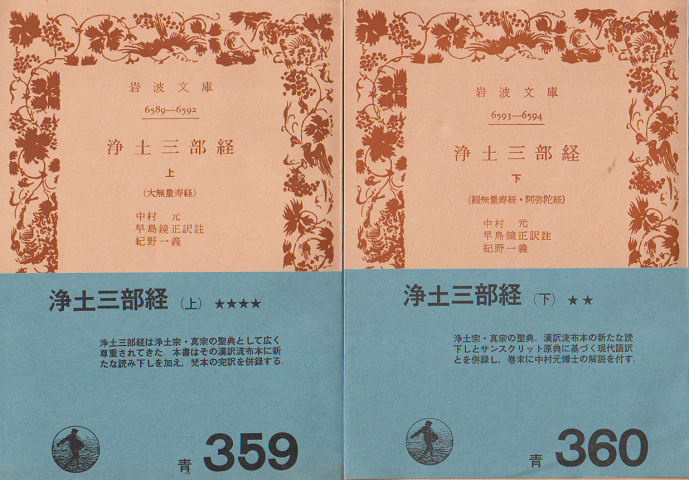 岩波文庫
6589—6592
浄土三部経
上
(大無量寿経)
中村 元
早島鏡正訳註
紀野一義
浄土三部経 (上) ★★★★
浄土三部経は浄土宗・真宗の聖典として広く
尊重されてきた. 本書はその漢訳流布本に新
たな読み下しを加え, 梵本の完訳を併録する.
青 359
岩波文庫
6593—6594
浄土三部経
下
(観無量寿経・阿弥陀経)
中村 元
早島鏡正訳註
紀野一義
浄土三部経 (下) ★★
浄土宗・真宗の聖典. 漢訳流布本の新たな読
下しとサンスクリット原典に基づく現代語訳
とを併録し, 巻末に中村元博士の解説を付す.
青 360